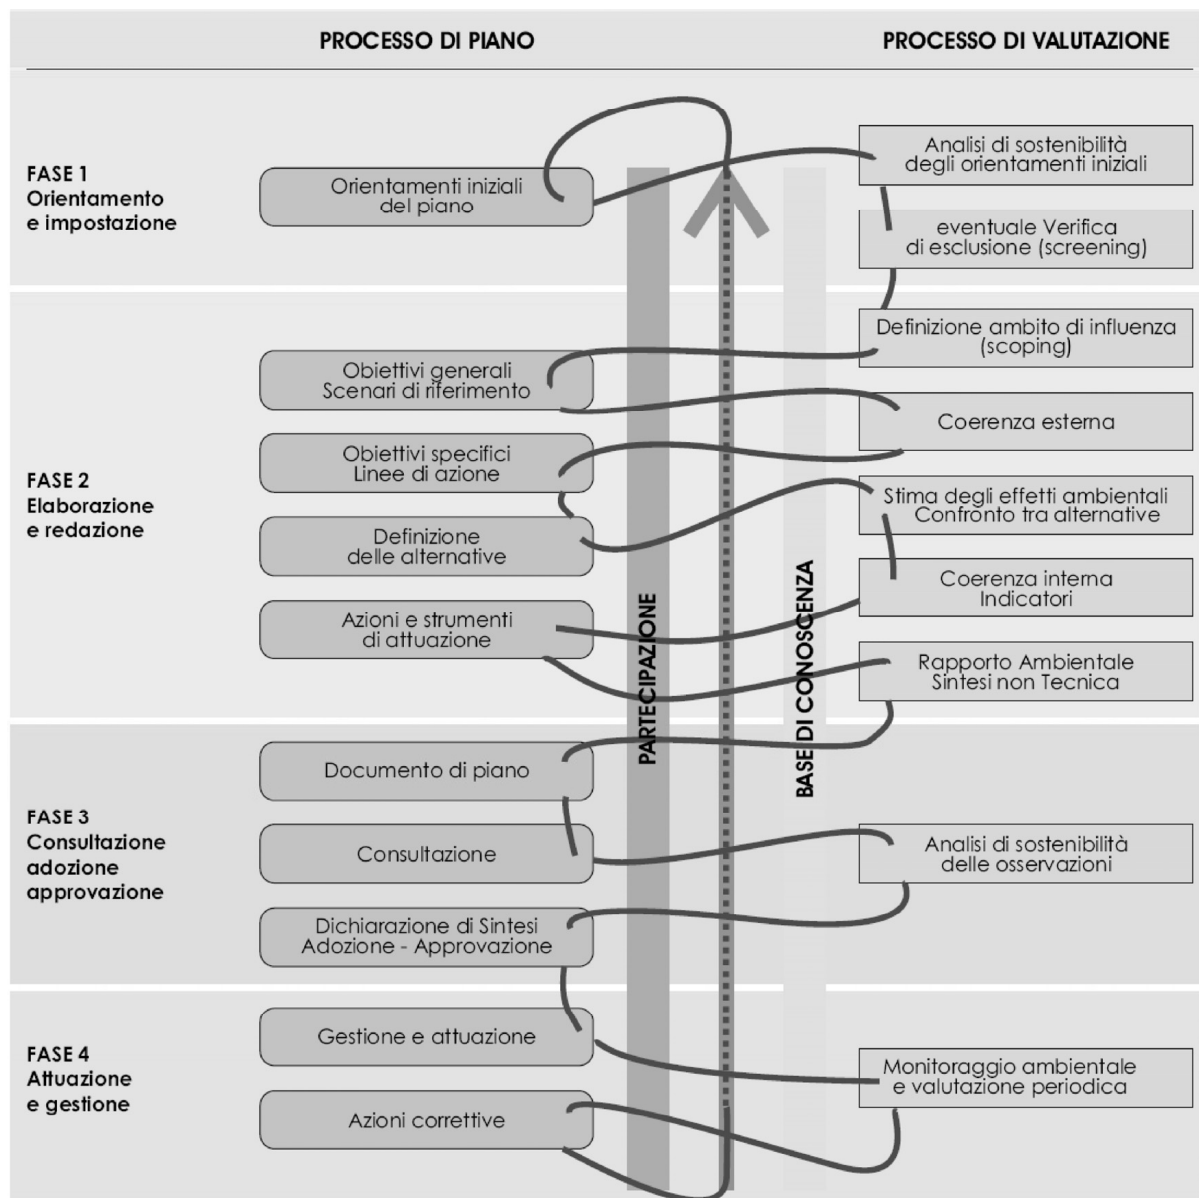 PROCESSO DI PIANO
PROCESSO DI VALUTAZIONE
FASE 1
Orientamento
e impostazione
Orientamenti iniziali
del piano
Analisi di sostenibilità
degli orientamenti iniziali
eventuale Verifica
di esclusione (screening)
FASE 2
Elaborazione
e redazione
Obiettivi generali
Scenari di riferimento
Obiettivi specifici
Linee di azione
Definizione
delle alternative
Azioni e strumenti
di attuazione
Definizione ambito di influenza
(scoping)
Coerenza esterna
Stima degli effetti ambientali
Confronto tra alternative
Coerenza interna
Indicatori
Rapporto Ambientale
Sintesi non Tecnica
PARTECIPAZIONE
BASE DI CONOSCENZA
FASE 3
Consultazione
adozione
approvazione
Documento di piano
Consultazione
Dichiarazione di Sintesi
Adozione - Approvazione
Analisi di sostenibilità
delle osservazioni
FASE 4
Attuazione
e gestione
Gestione e attuazione
Azioni correttive
Monitoraggio ambientale
e valutazione periodica